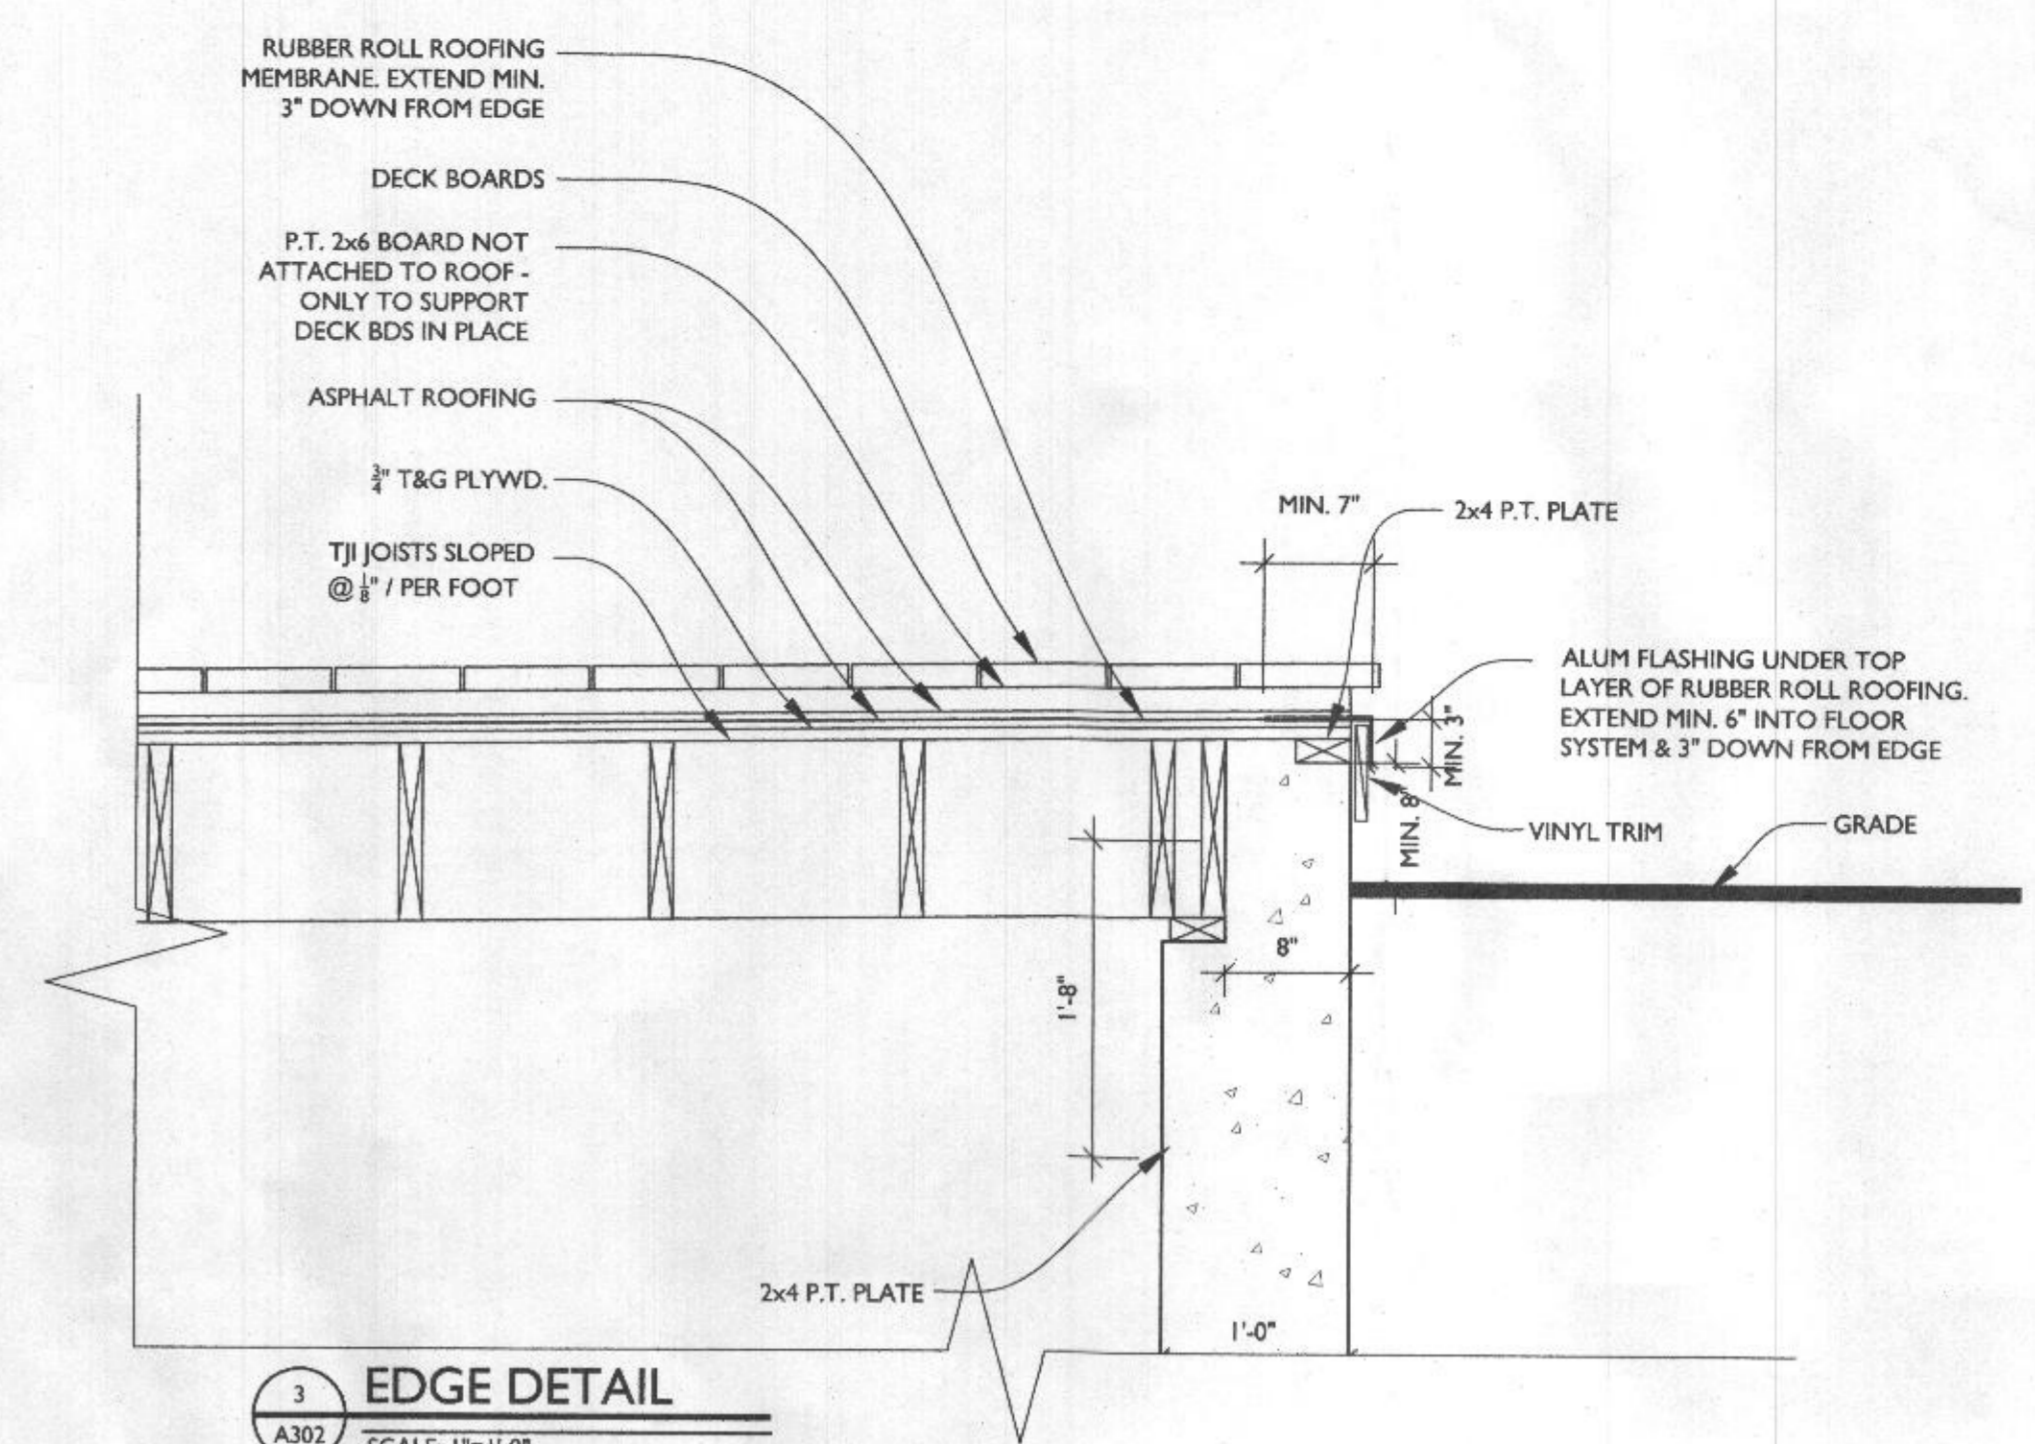 RUBBER ROLL ROOFING
MEMBRANE. EXTEND MIN.
3" DOWN FROM EDGE
DECK BOARDS
P.T. 2x6 BOARD NOT
ATTACHED TO ROOF -
ONLY TO SUPPORT
DECK BDS IN PLACE
ASPHALT ROOFING
3/4" T&G PLYWD.
TJI JOISTS SLOPED
@ 1/8" / PER FOOT
MIN. 7"
2x4 P.T. PLATE
ALUM FLASHING UNDER TOP
LAYER OF RUBBER ROLL ROOFING.
EXTEND MIN. 6" INTO FLOOR
SYSTEM & 3" DOWN FROM EDGE
MIN. 3"
MIN. 8"
VINYL TRIM
GRADE
8"
1'-8"
2x4 P.T. PLATE
1'-0"
3
A302
EDGE DETAIL
SCALE: 1"=1'-0"